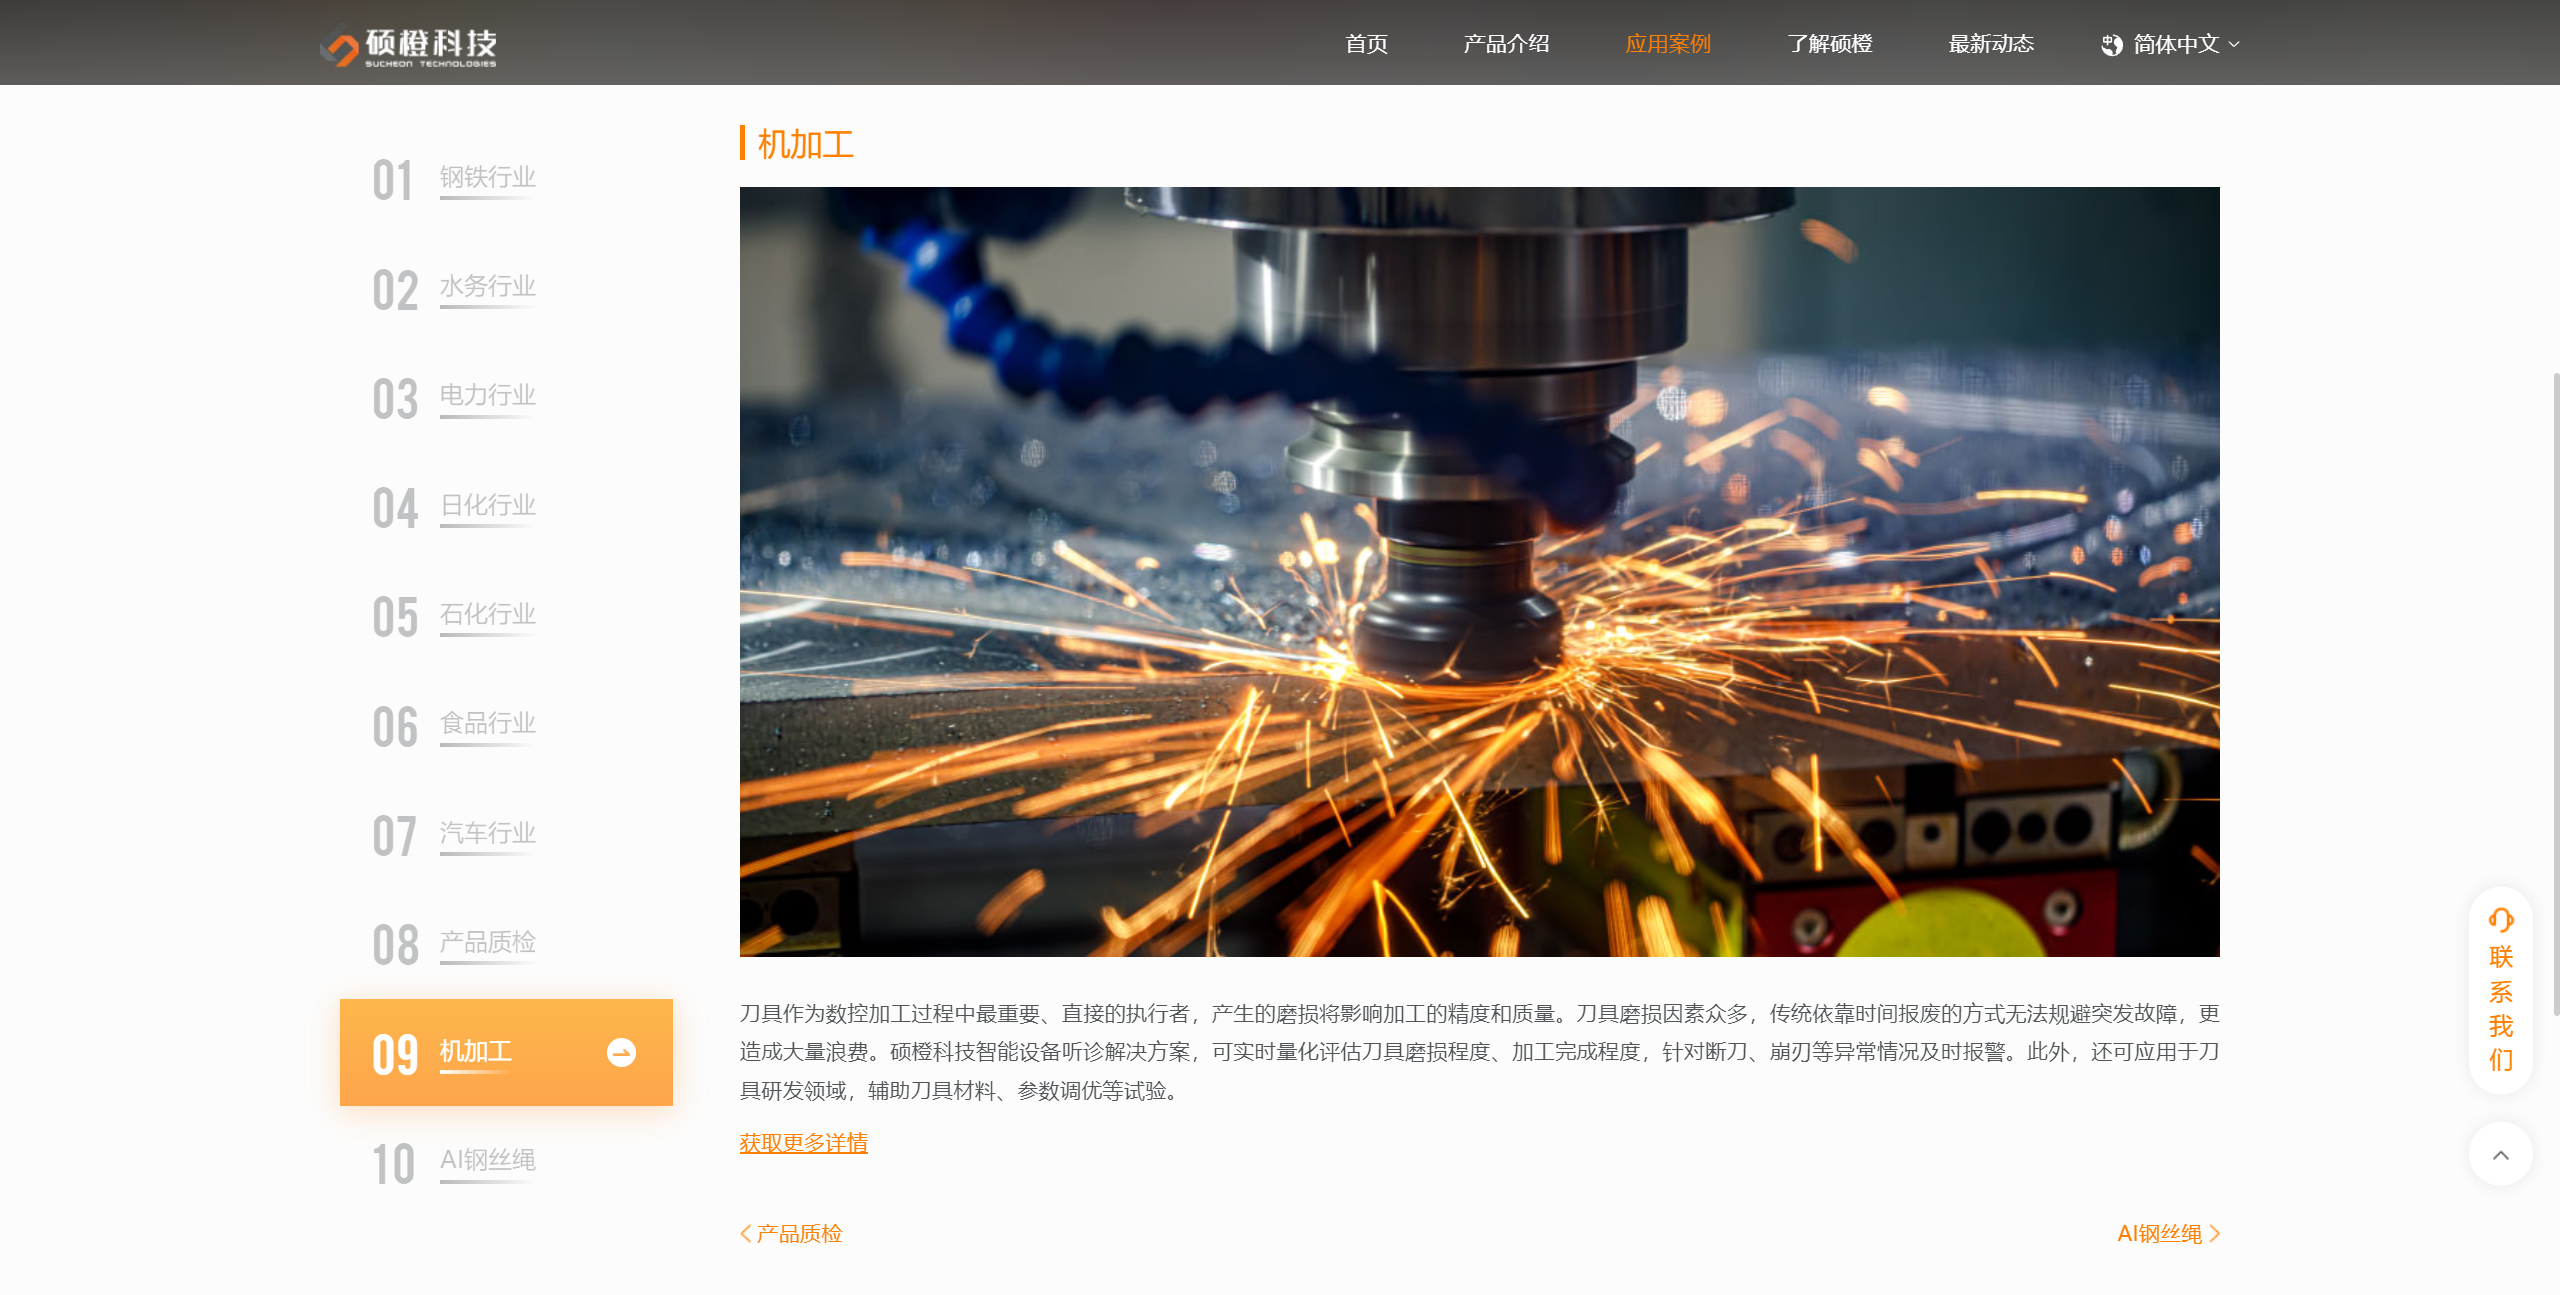 硕橙科技
SUCHEON TECHNOLOGIES
首页
产品介绍
应用案例
了解硕橙
最新动态
简体中文
01 钢铁行业
02 水务行业
03 电力行业
04 日化行业
05 石化行业
06 食品行业
07 汽车行业
08 产品质检
09 机加工
10 AI钢丝绳
机加工
刀具作为数控加工过程中最重要、直接的执行者，产生的磨损将影响加工的精度和质量。刀具磨损因素众多，传统依靠时间报废的方式无法规避突发故障，更
造成大量浪费。硕橙科技智能设备听诊解决方案，可实时量化评估刀具磨损程度、加工完成程度，针对断刀、崩刃等异常情况及时报警。此外，还可应用于刀
具研发领域，辅助刀具材料、参数调优等试验。
获取更多详情
产品质检
AI钢丝绳
联系我们